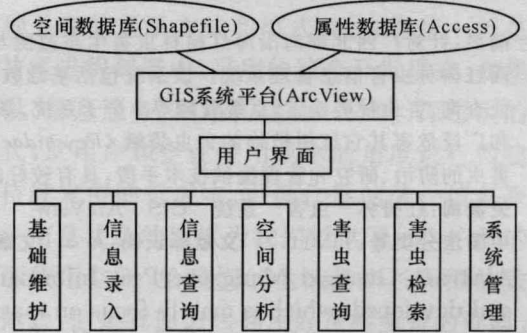 空间数据库(Shapefile)
属性数据库(Access)
GIS系统平台(ArcView)
用户界面
基础维护
信息录入
信息查询
空间分析
害虫查询
害虫检索
系统管理